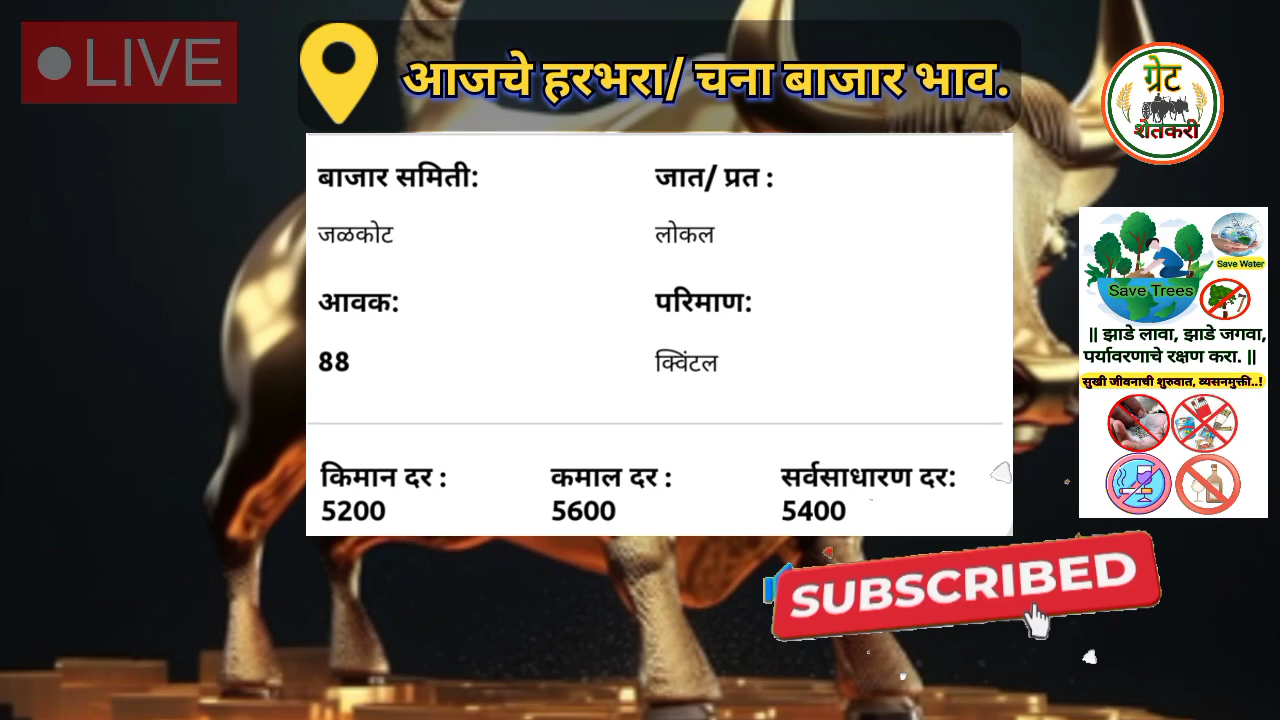 LIVE
आजचे हरभरा/ चना बाजार भाव.
ग्रेट
शेतकरी
बाजार समिती:
जात/ प्रत :
जळकोट
लोकल
आवक:
परिमाण:
88
क्विंटल
किमान दर :
कमाल दर :
सर्वसाधारण दर:
5200
5600
5400
Save Water
Save Trees
|| झाडे लावा, झाडे जगवा,
पर्यावरणाचे रक्षण करा. ||
सुखी जीवनाची शुरुवात, व्यसनमुक्ती..!
SUBSCRIBED